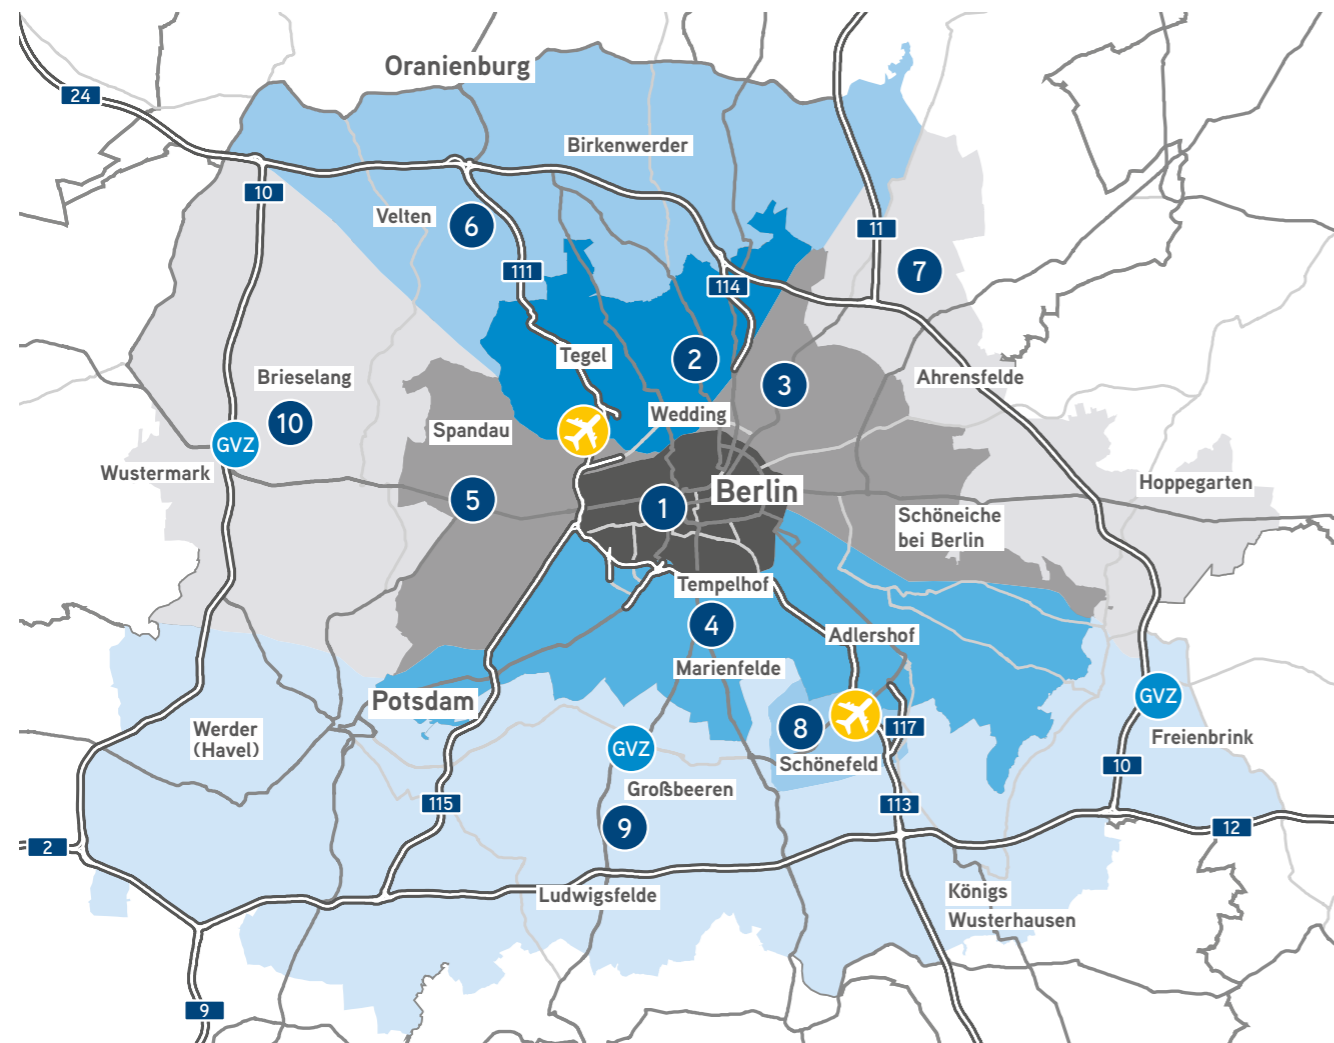 Oranienburg
24
Birkenwerder
10
Velten
6
11
111
114
7
Tegel
2
3
Brieselang
Ahrensfelde
10
Wedding
Spandau
GVZ
Wustermark
Hoppegarten
5
1
Berlin
Schöneiche
bei Berlin
Tempelhof
4
Adlershof
Marienfelde
Potsdam
GVZ
Werder
(Havel)
8
117
Freienbrink
GVZ
Schönefeld
10
Großbeeren
115
113
9
12
2
Ludwigsfelde
Königs
Wusterhausen
9